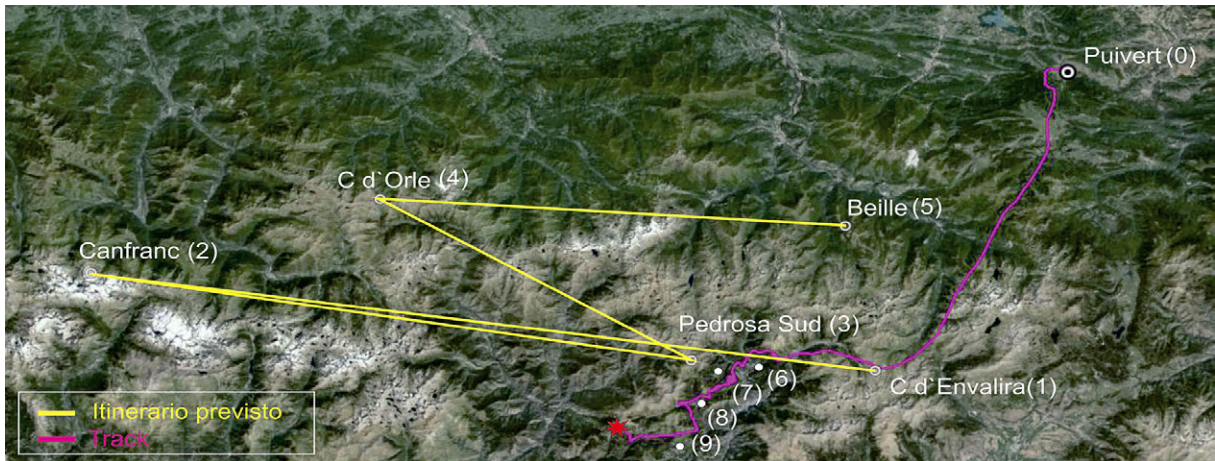 Puivert (0)
C d`Orle (4)
Beille (5)
Canfranc (2)
Pedrosa Sud (3)
(6)
C d`Envalira(1)
(7)
(8)
(9)
Itinerario previsto
Track